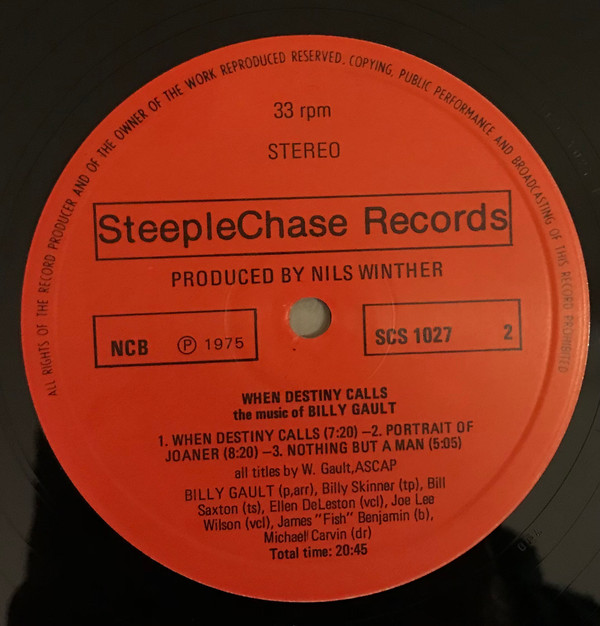 ALL RIGHTS OF THE RECORD PRODUCER AND OF THE OWNER OF THE WORK REPRODUCED RESERVED. COPYING, PUBLIC PERFORMANCE AND BROADCASTING OF THIS RECORD PROHIBITED
33 rpm
STEREO
SteepleChase Records
PRODUCED BY NILS WINTHER
NCB ℗ 1975
SCS 1027 2
WHEN DESTINY CALLS
the music of BILLY GAULT
1. WHEN DESTINY CALLS (7:20) –2. PORTRAIT OF
JOANER (8:20) –3. NOTHING BUT A MAN (5:05)
all titles by W. Gault,ASCAP
BILLY GAULT (p,arr), Billy Skinner (tp), Bill
Saxton (ts), Ellen DeLeston (vcl), Joe Lee
Wilson (vcl), James "Fish" Benjamin (b),
Michael Carvin (dr)
Total time: 20:45